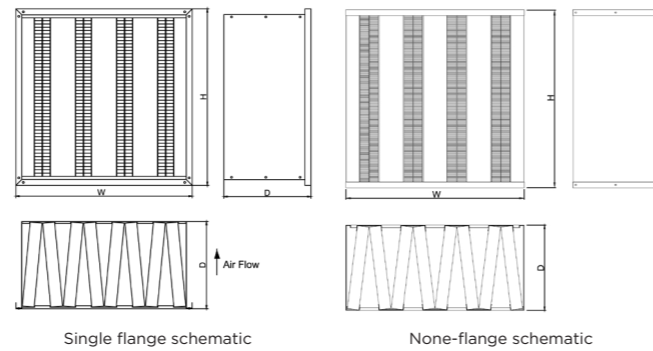 H
W
D
H
W
D
Air Flow
D
Single flange schematic
None-flange schematic